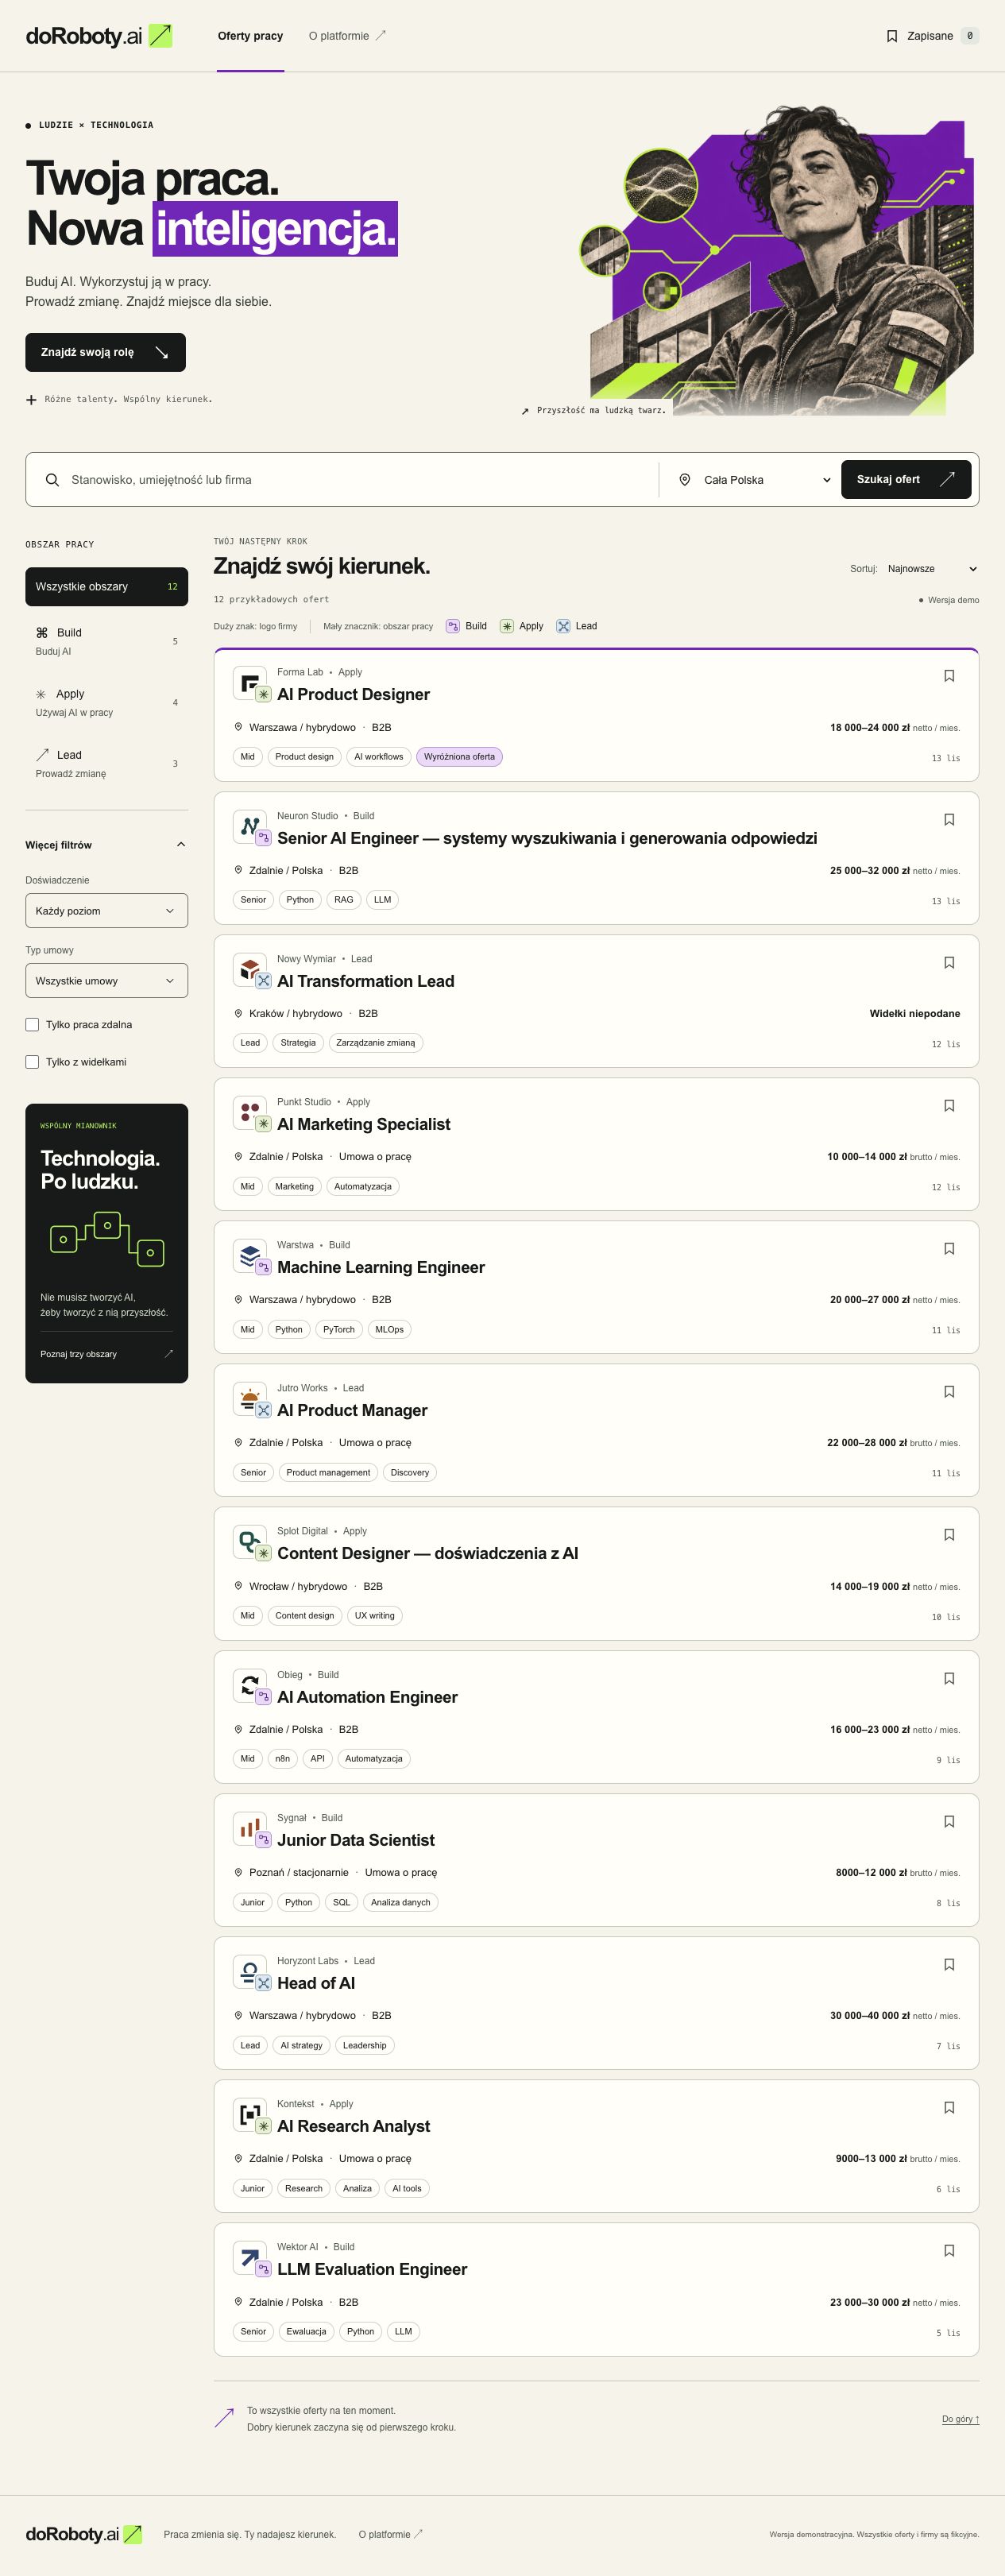 doRoboty.ai
Oferty pracy
O platformie
Zapisane 0
LUDZIE × TECHNOLOGIA
Twoja praca.
Nowa inteligencja.
Buduj AI. Wykorzystuj ją w pracy.
Prowadź zmianę. Znajdź miejsce dla siebie.
Znajdź swoją rolę
Różne talenty. Wspólny kierunek.
Przyszłość ma ludzką twarz.
Stanowisko, umiejętność lub firma
Cała Polska
Szukaj ofert
OBSZAR PRACY
Wszystkie obszary 12
Build 5
Buduj AI
Apply 4
Używaj AI w pracy
Lead 3
Prowadź zmianę
Więcej filtrów
Doświadczenie
Każdy poziom
Typ umowy
Wszystkie umowy
Tylko praca zdalna
Tylko z widełkami
WSPÓLNY MIANOWNIK
Technologia.
Po ludzku.
Nie musisz tworzyć AI,
żeby tworzyć z nią przyszłość.
Poznaj trzy obszary
TWÓJ NASTĘPNY KROK
Znajdź swój kierunek.
Sortuj: Najnowsze
12 przykładowych ofert
Wersja demo
Duży znak: logo firmy
Mały znacznik: obszar pracy
Build
Apply
Lead
Forma Lab • Apply
AI Product Designer
Warszawa / hybrydowo · B2B
18 000–24 000 zł netto / mies.
Mid Product design AI workflows Wyróżniona oferta
13 lis
Neuron Studio • Build
Senior AI Engineer — systemy wyszukiwania i generowania odpowiedzi
Zdalnie / Polska · B2B
25 000–32 000 zł netto / mies.
Senior Python RAG LLM
13 lis
Nowy Wymiar • Lead
AI Transformation Lead
Kraków / hybrydowo · B2B
Widełki niepodane
Lead Strategia Zarządzanie zmianą
12 lis
Punkt Studio • Apply
AI Marketing Specialist
Zdalnie / Polska · Umowa o pracę
10 000–14 000 zł brutto / mies.
Mid Marketing Automatyzacja
12 lis
Warstwa • Build
Machine Learning Engineer
Warszawa / hybrydowo · B2B
20 000–27 000 zł netto / mies.
Mid Python PyTorch MLOps
11 lis
Jutro Works • Lead
AI Product Manager
Zdalnie / Polska · Umowa o pracę
22 000–28 000 zł brutto / mies.
Senior Product management Discovery
11 lis
Splot Digital • Apply
Content Designer — doświadczenia z AI
Wrocław / hybrydowo · B2B
14 000–19 000 zł netto / mies.
Mid Content design UX writing
10 lis
Obieg • Build
AI Automation Engineer
Zdalnie / Polska · B2B
16 000–23 000 zł netto / mies.
Mid n8n API Automatyzacja
9 lis
Sygnał • Build
Junior Data Scientist
Poznań / stacjonarnie · Umowa o pracę
8000–12 000 zł brutto / mies.
Junior Python SQL Analiza danych
8 lis
Horyzont Labs • Lead
Head of AI
Warszawa / hybrydowo · B2B
30 000–40 000 zł netto / mies.
Lead AI strategy Leadership
7 lis
Kontekst • Apply
AI Research Analyst
Zdalnie / Polska · Umowa o pracę
9000–13 000 zł brutto / mies.
Junior Research Analiza AI tools
6 lis
Wektor AI • Build
LLM Evaluation Engineer
Zdalnie / Polska · B2B
23 000–30 000 zł netto / mies.
Senior Ewaluacja Python LLM
5 lis
To wszystkie oferty na ten moment.
Dobry kierunek zaczyna się od pierwszego kroku.
Do góry ↑
doRoboty.ai
Praca zmienia się. Ty nadajesz kierunek.
O platformie
Wersja demonstracyjna. Wszystkie oferty i firmy są fikcyjne.